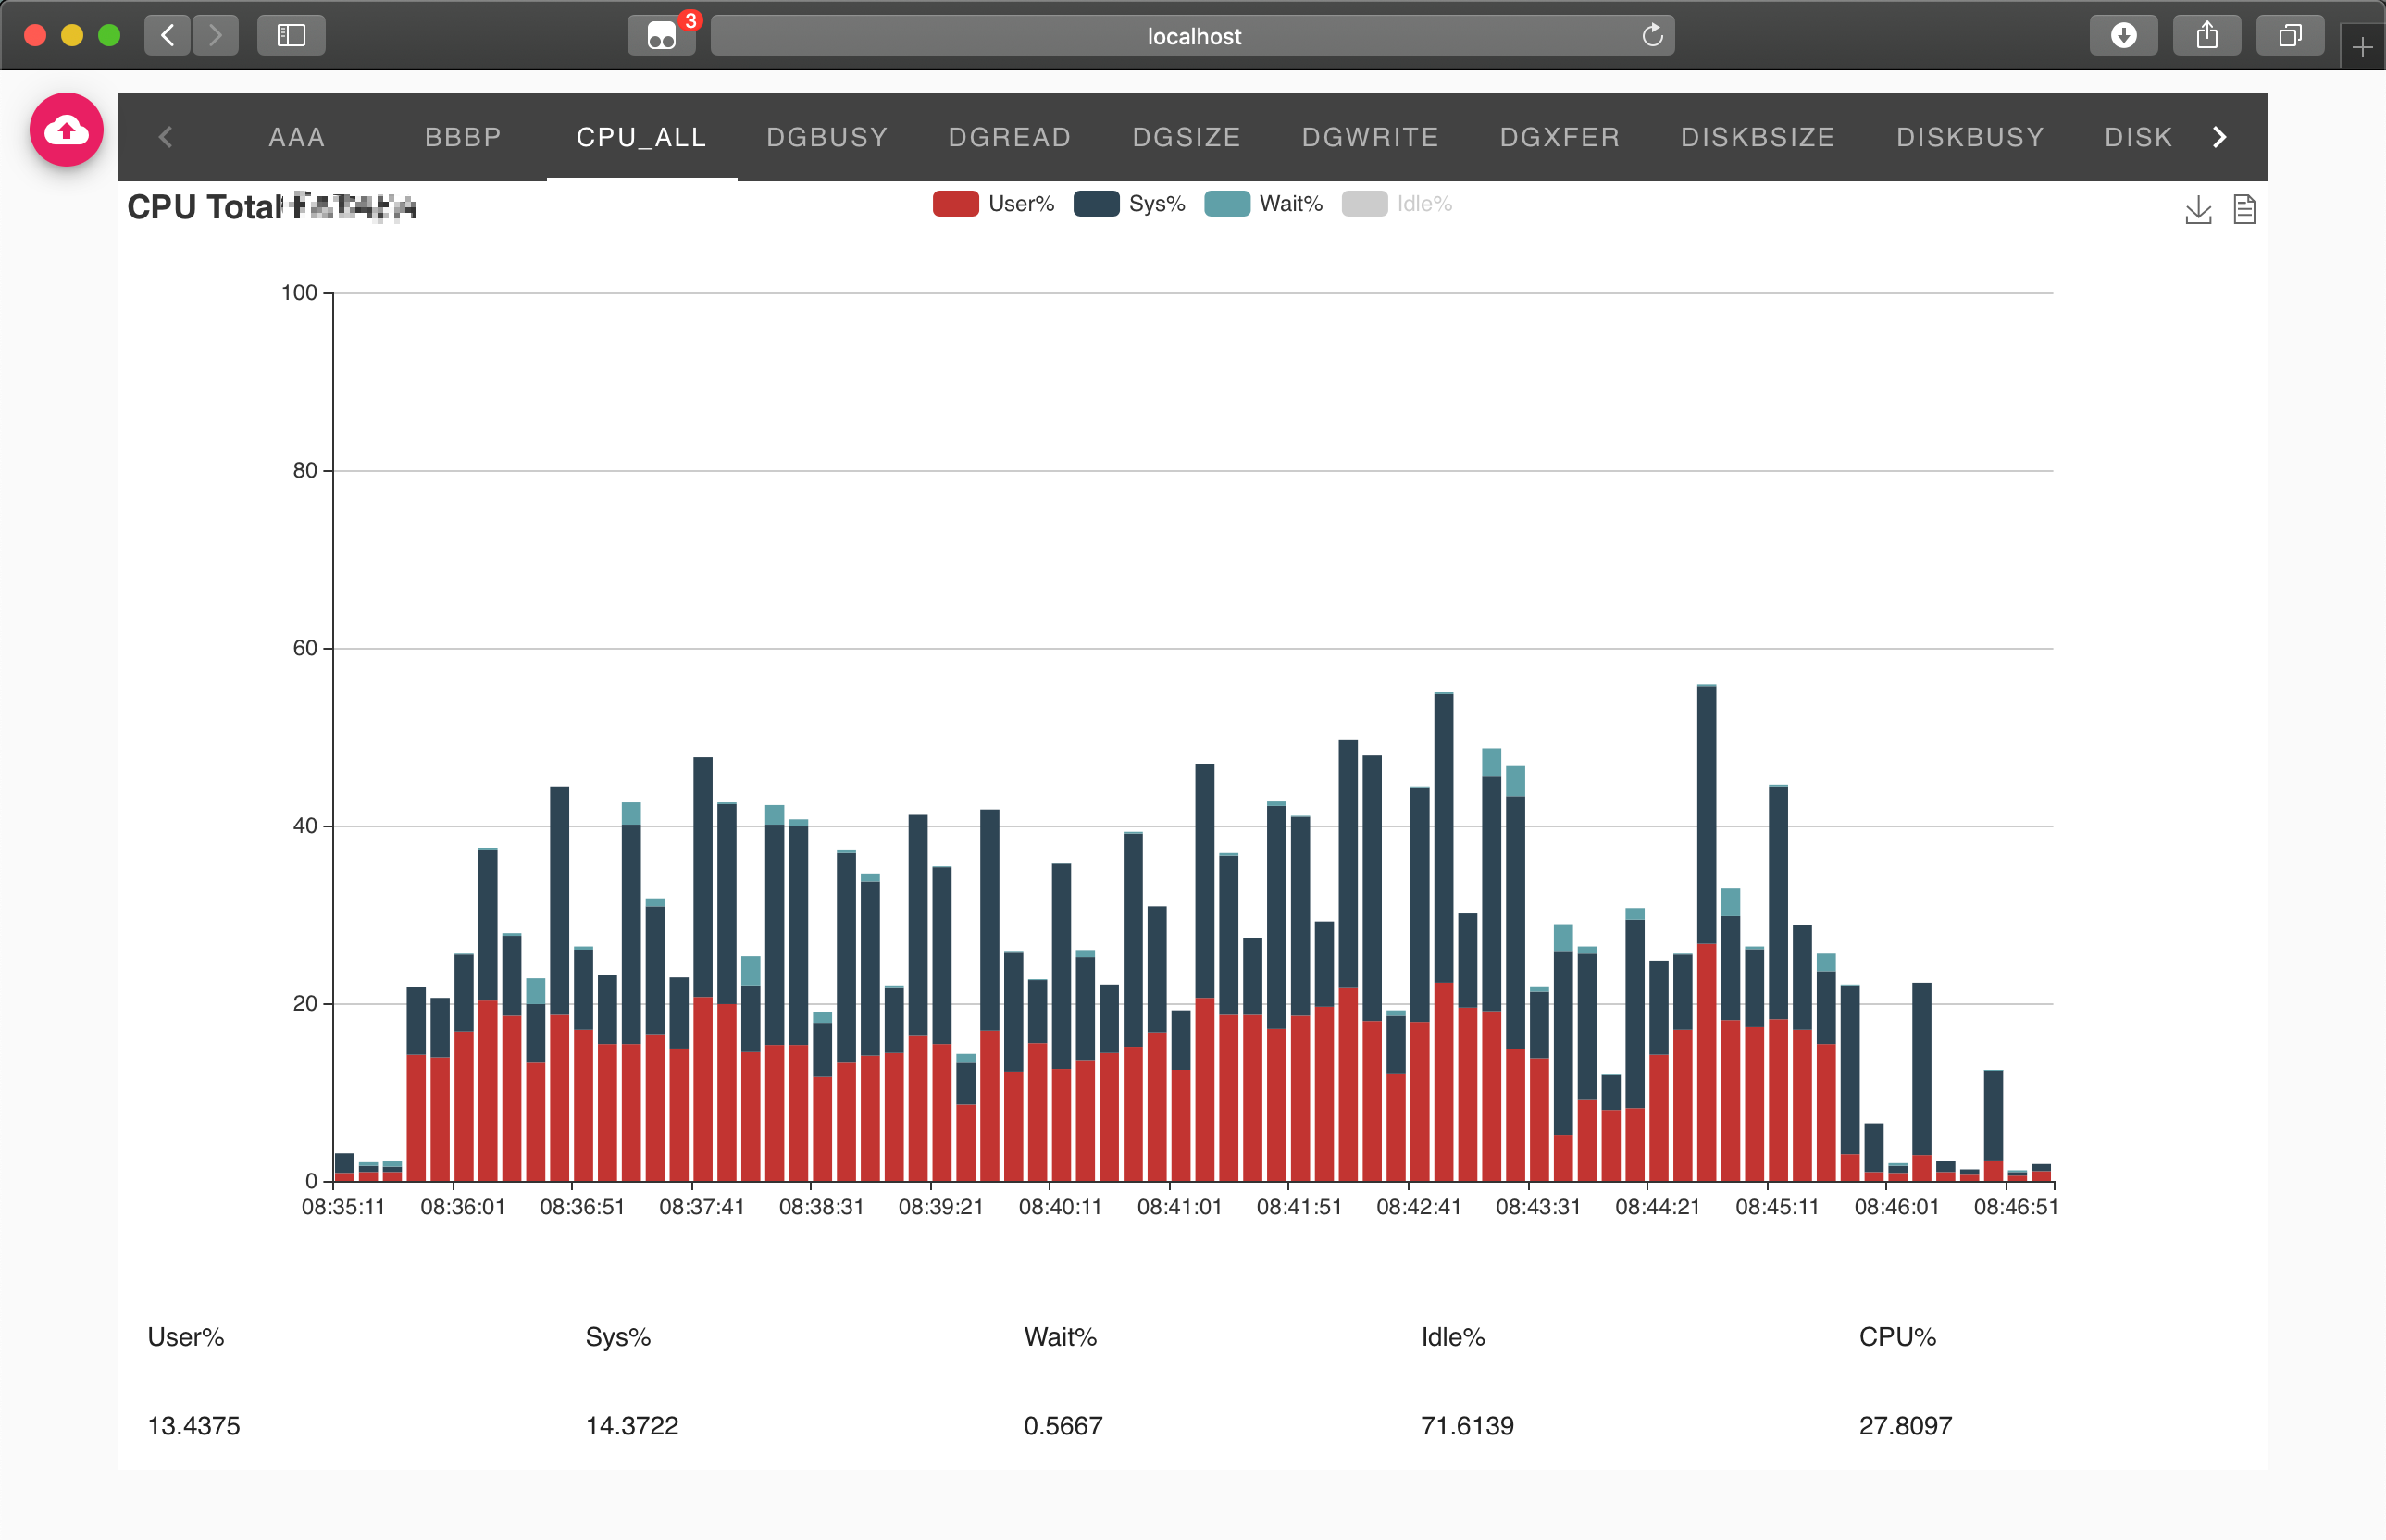 3
localhost
AAA BBBP CPU_ALL DGBUSY DGREAD DGSIZE DGWRITE DGXFER DISKBSIZE DISKBUSY DISK
CPU Total
User% Sys% Wait% Idle%
100
80
60
40
20
0
08:35:11 08:36:01 08:36:51 08:37:41 08:38:31 08:39:21 08:40:11 08:41:01 08:41:51 08:42:41 08:43:31 08:44:21 08:45:11 08:46:01 08:46:51
User% Sys% Wait% Idle% CPU%
13.4375 14.3722 0.5667 71.6139 27.8097